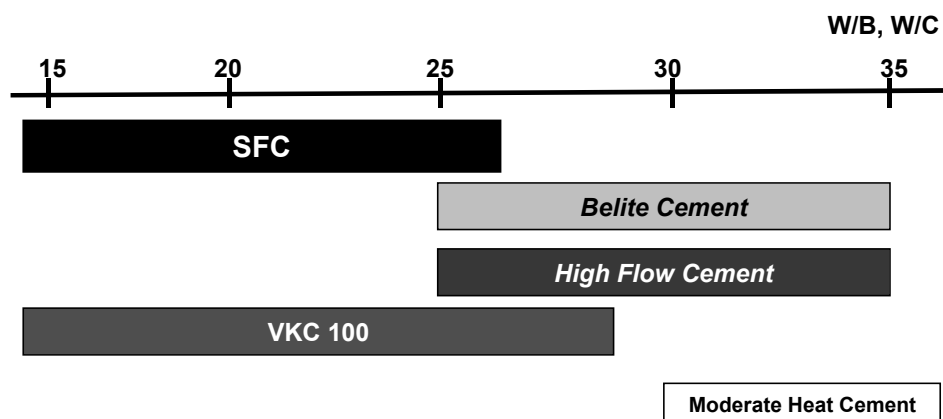 W/B, W/C
15 20 25 30 35
SFC
Belite Cement
High Flow Cement
VKC 100
Moderate Heat Cement